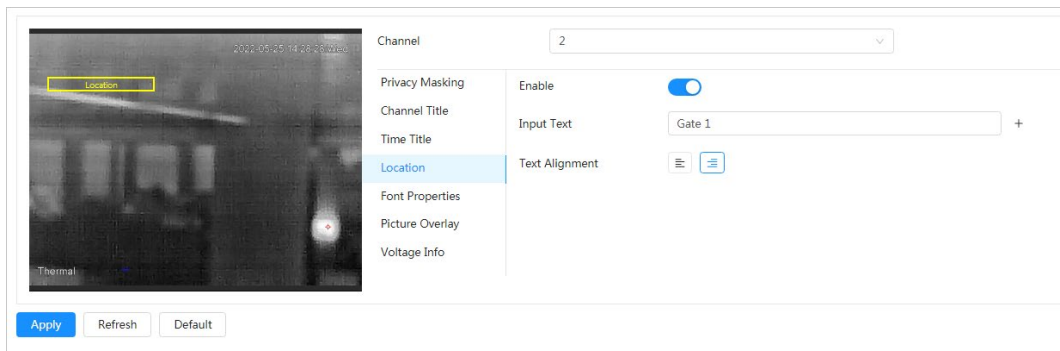 2022-05-25 14:28:28 Wed
Location
Thermal
Channel
2
Privacy Masking
Channel Title
Time Title
Location
Font Properties
Picture Overlay
Voltage Info
Enable
Input Text
Gate 1
+
Text Alignment
Apply
Refresh
Default